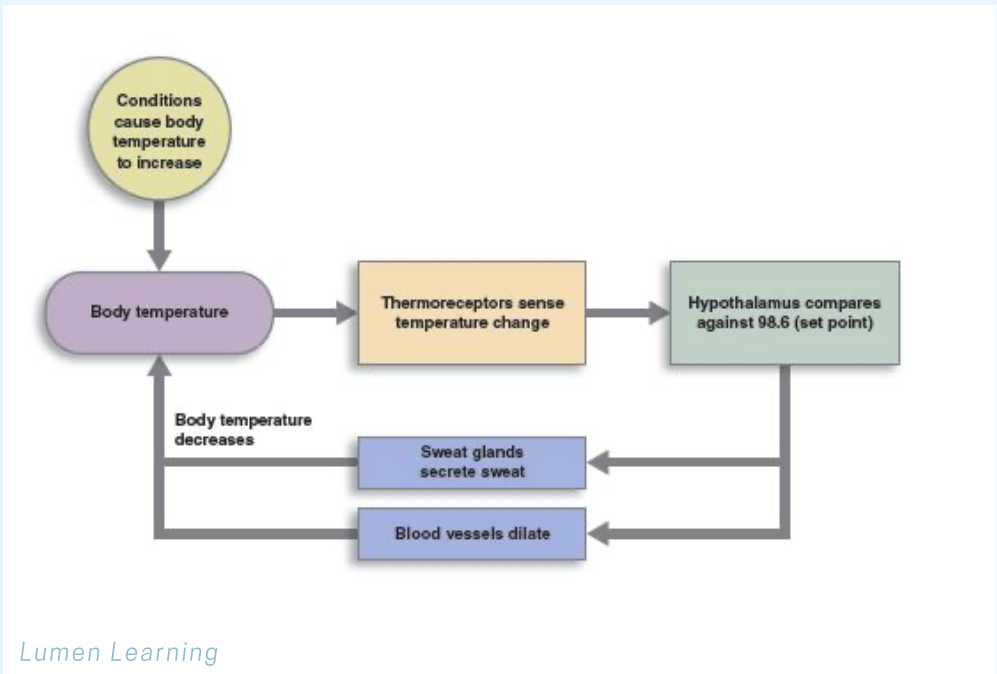 Conditions
cause body
temperature
to increase
Body temperature
Thermoreceptors sense
temperature change
Hypothalamus compares
against 98.6 (set point)
Body temperature
decreases
Sweat glands
secrete sweat
Blood vessels dilate
Lumen Learning